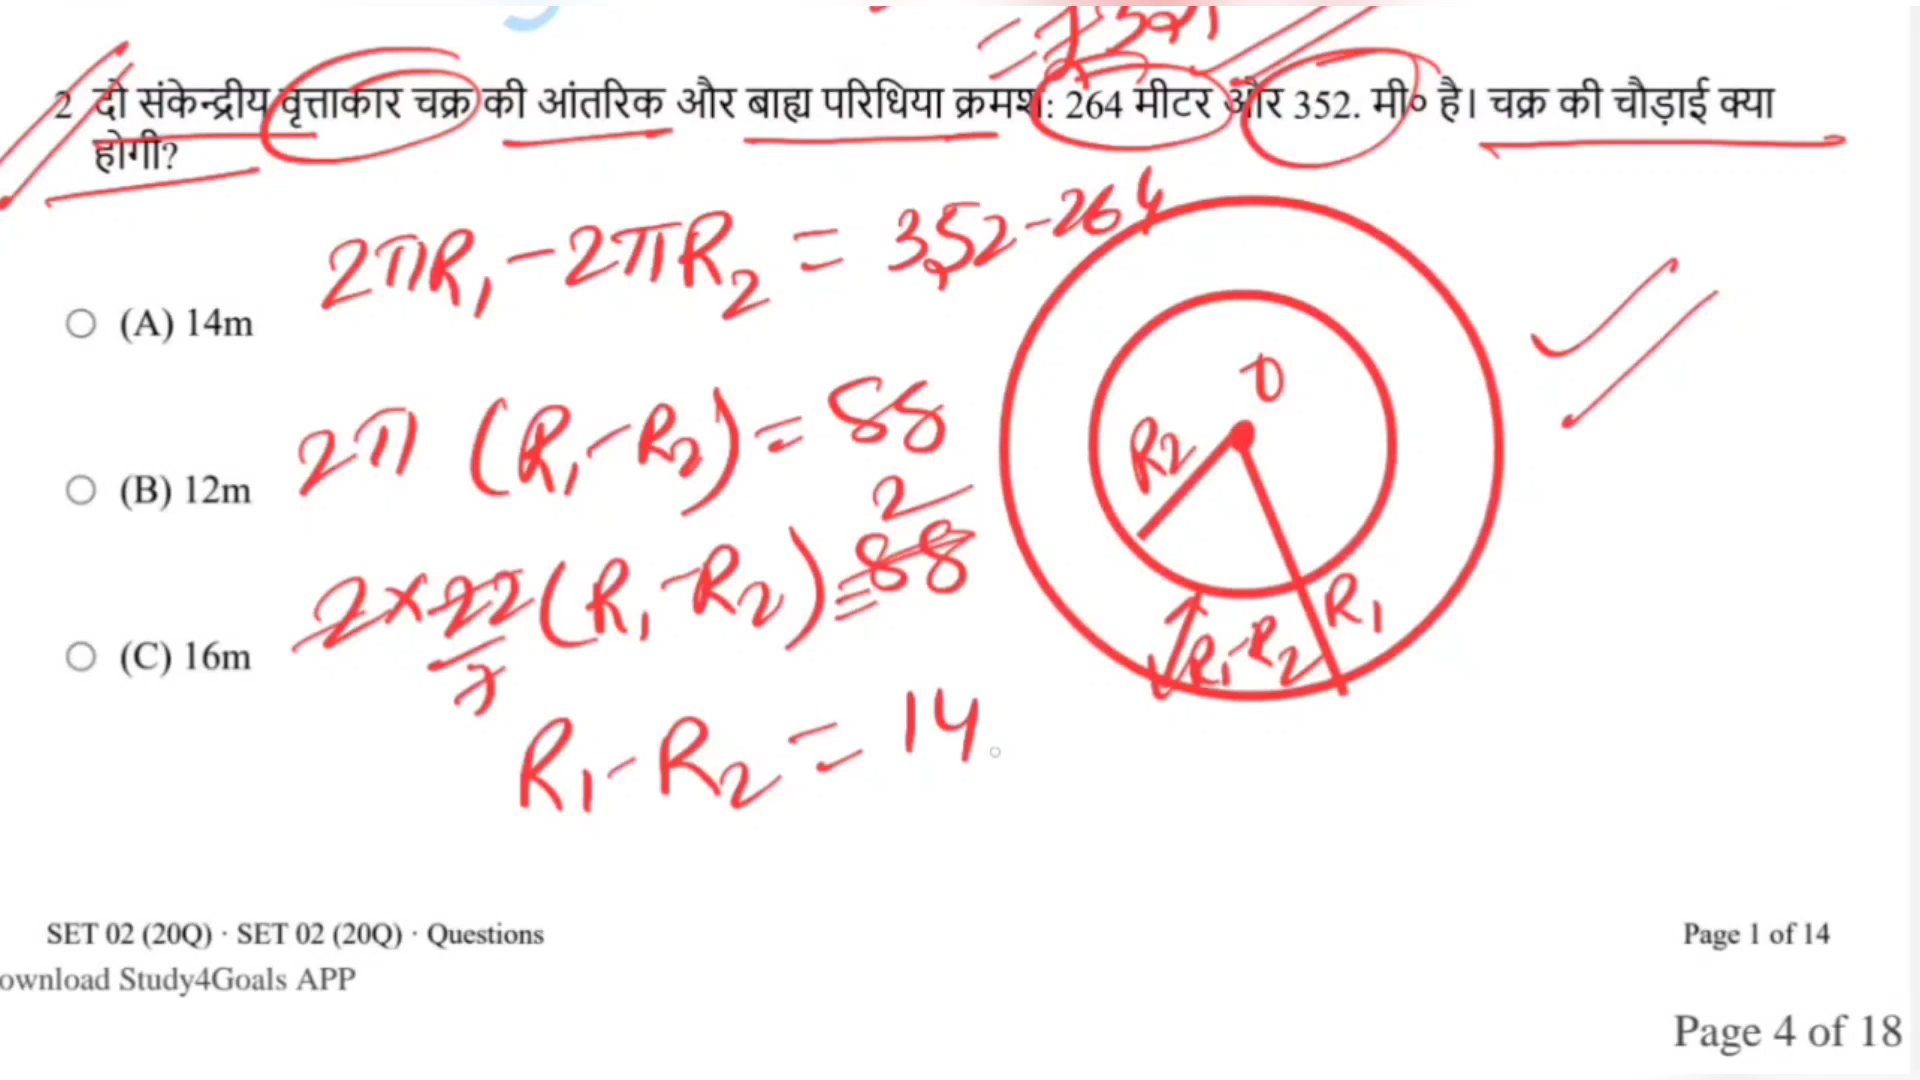 2 दो संकेन्द्रीय वृत्ताकार चक्र की आंतरिक और बाह्य परिधिया क्रमश: 264 मीटर और 352. मी० है। चक्र की चौड़ाई क्या
होगी?
2πR₁ - 2πR₂ = 352-264
(A) 14m
O
2π (R₁-R₂) = 88
R2
(B) 12m
2
2×22/7 (R₁-R₂) = 88
R₁
(C) 16m
R₁-R₂
R₁-R₂ = 14
SET 02 (20Q) · SET 02 (20Q) · Questions
Page 1 of 14
ownload Study4Goals APP
Page 4 of 18